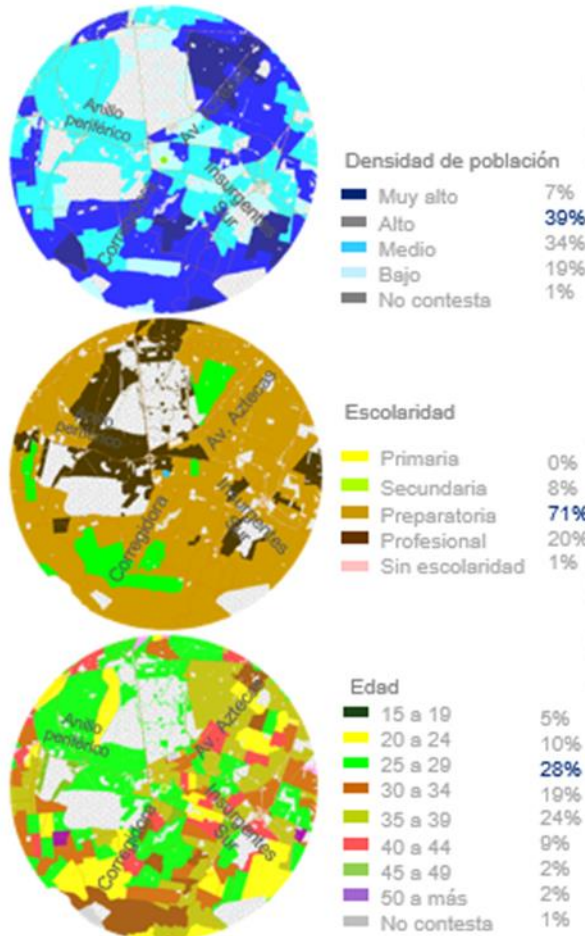 Anillo
periférico
Av. Aztecas
Insurgentes
Sur
Corregidora
Densidad de población
Muy alto 7%
Alto 39%
Medio 34%
Bajo 19%
No contesta 1%
Anillo
periférico
Av. Aztecas
Insurgentes
Sur
Corregidora
Escolaridad
Primaria 0%
Secundaria 8%
Preparatoria 71%
Profesional 20%
Sin escolaridad 1%
Anillo
periférico
Av. Aztecas
Insurgentes
Sur
Corregidora
Edad
15 a 19 5%
20 a 24 10%
25 a 29 28%
30 a 34 19%
35 a 39 24%
40 a 44 9%
45 a 49 2%
50 a más 2%
No contesta 1%